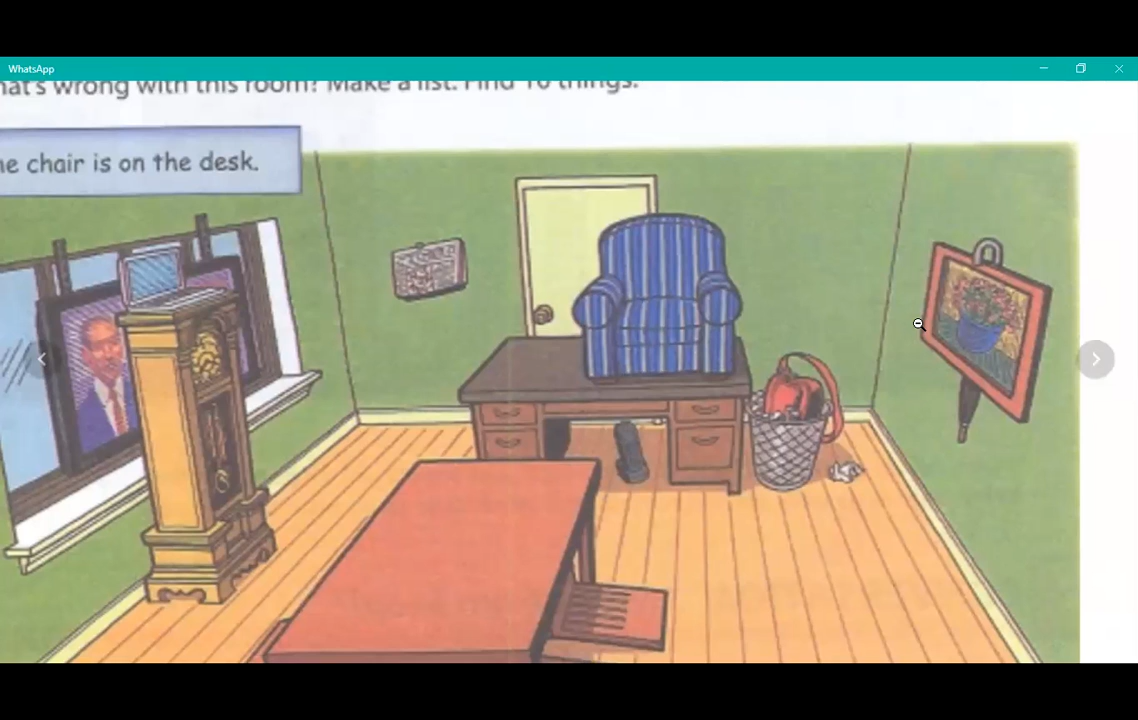 WhatsApp
hat's wrong with this room? Make a list. Find 10 things.
he chair is on the desk.